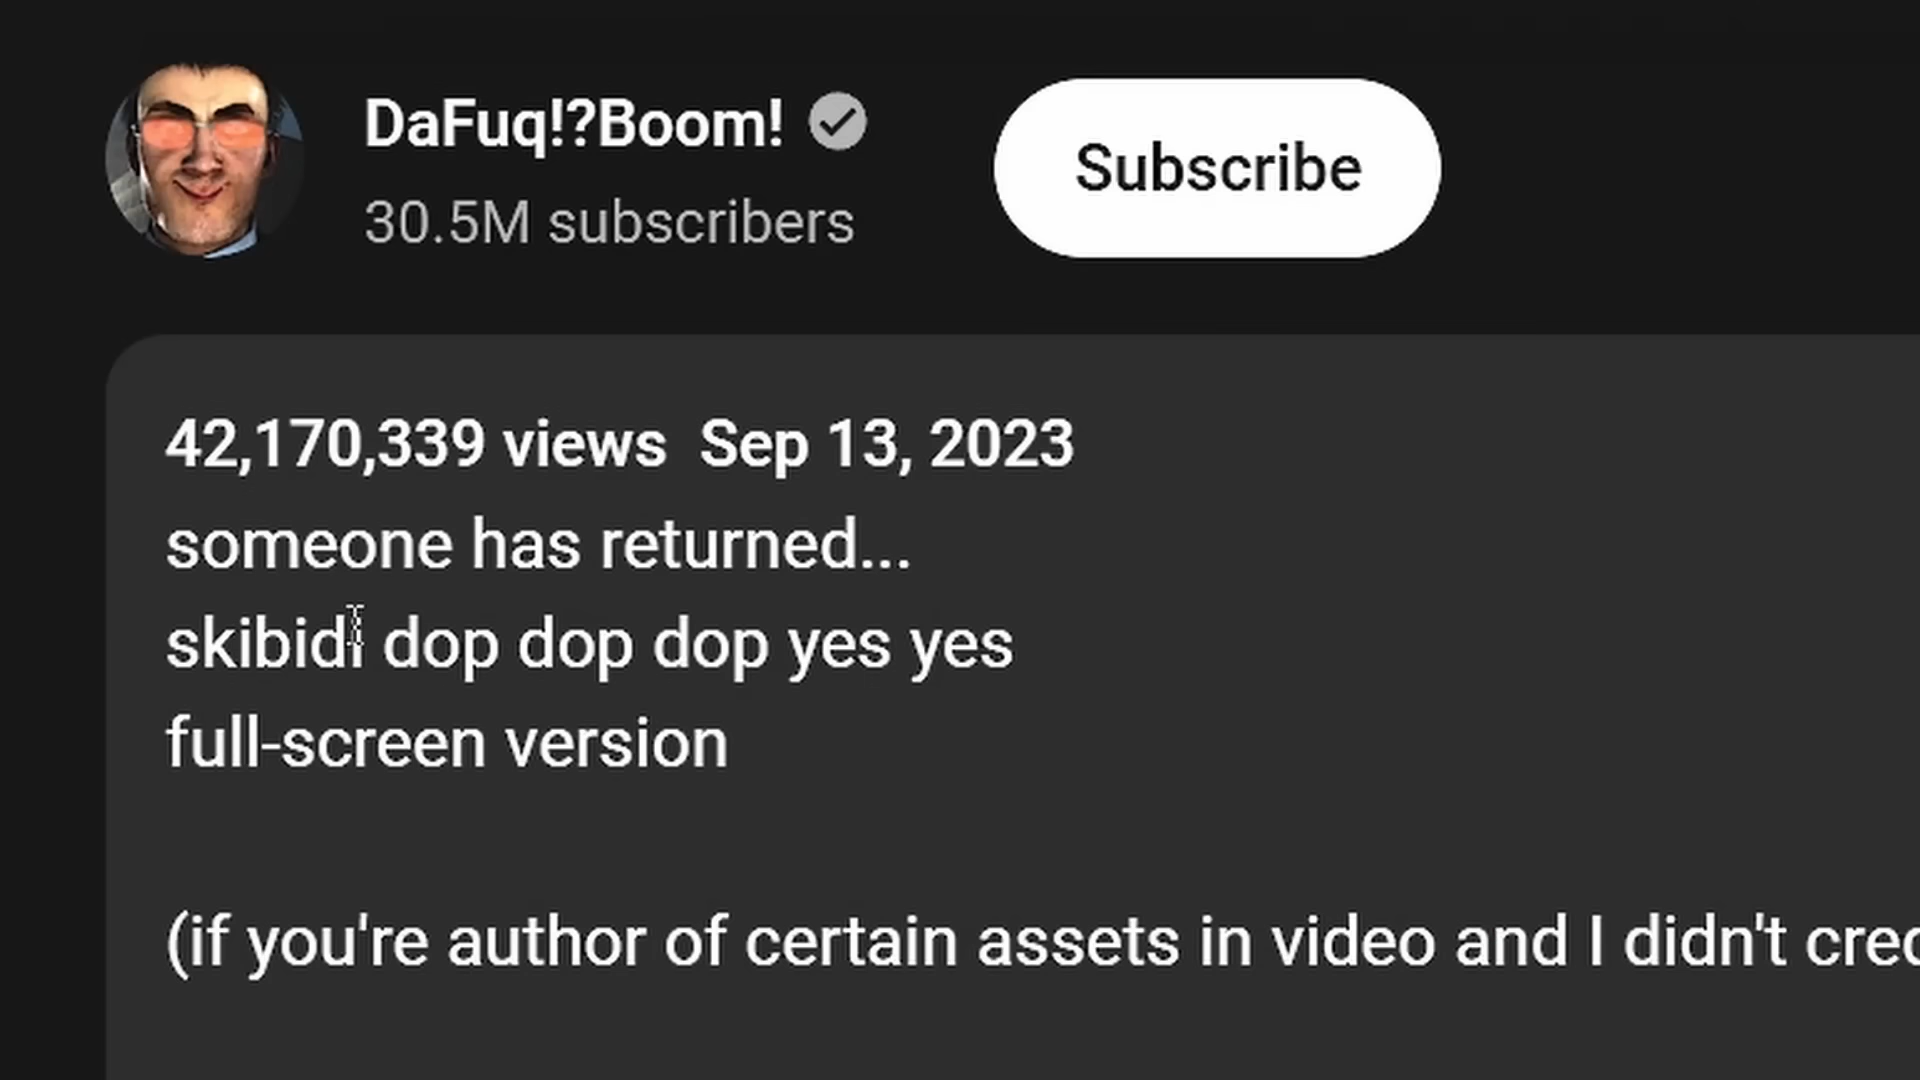 DaFuq!?Boom!
Subscribe
30.5M subscribers
42,170,339 views  Sep 13, 2023
someone has returned...
skibidi dop dop dop yes yes
full-screen version
(if you're author of certain assets in video and I didn't cred